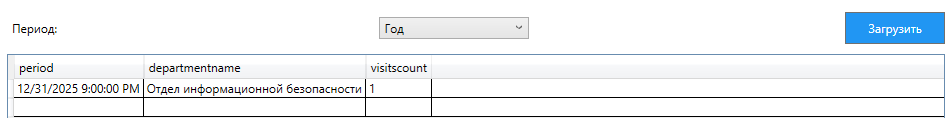 Период: Год Загрузить
period departmentname visitscount
12/31/2025 9:00:00 PM Отдел информационной безопасности 1